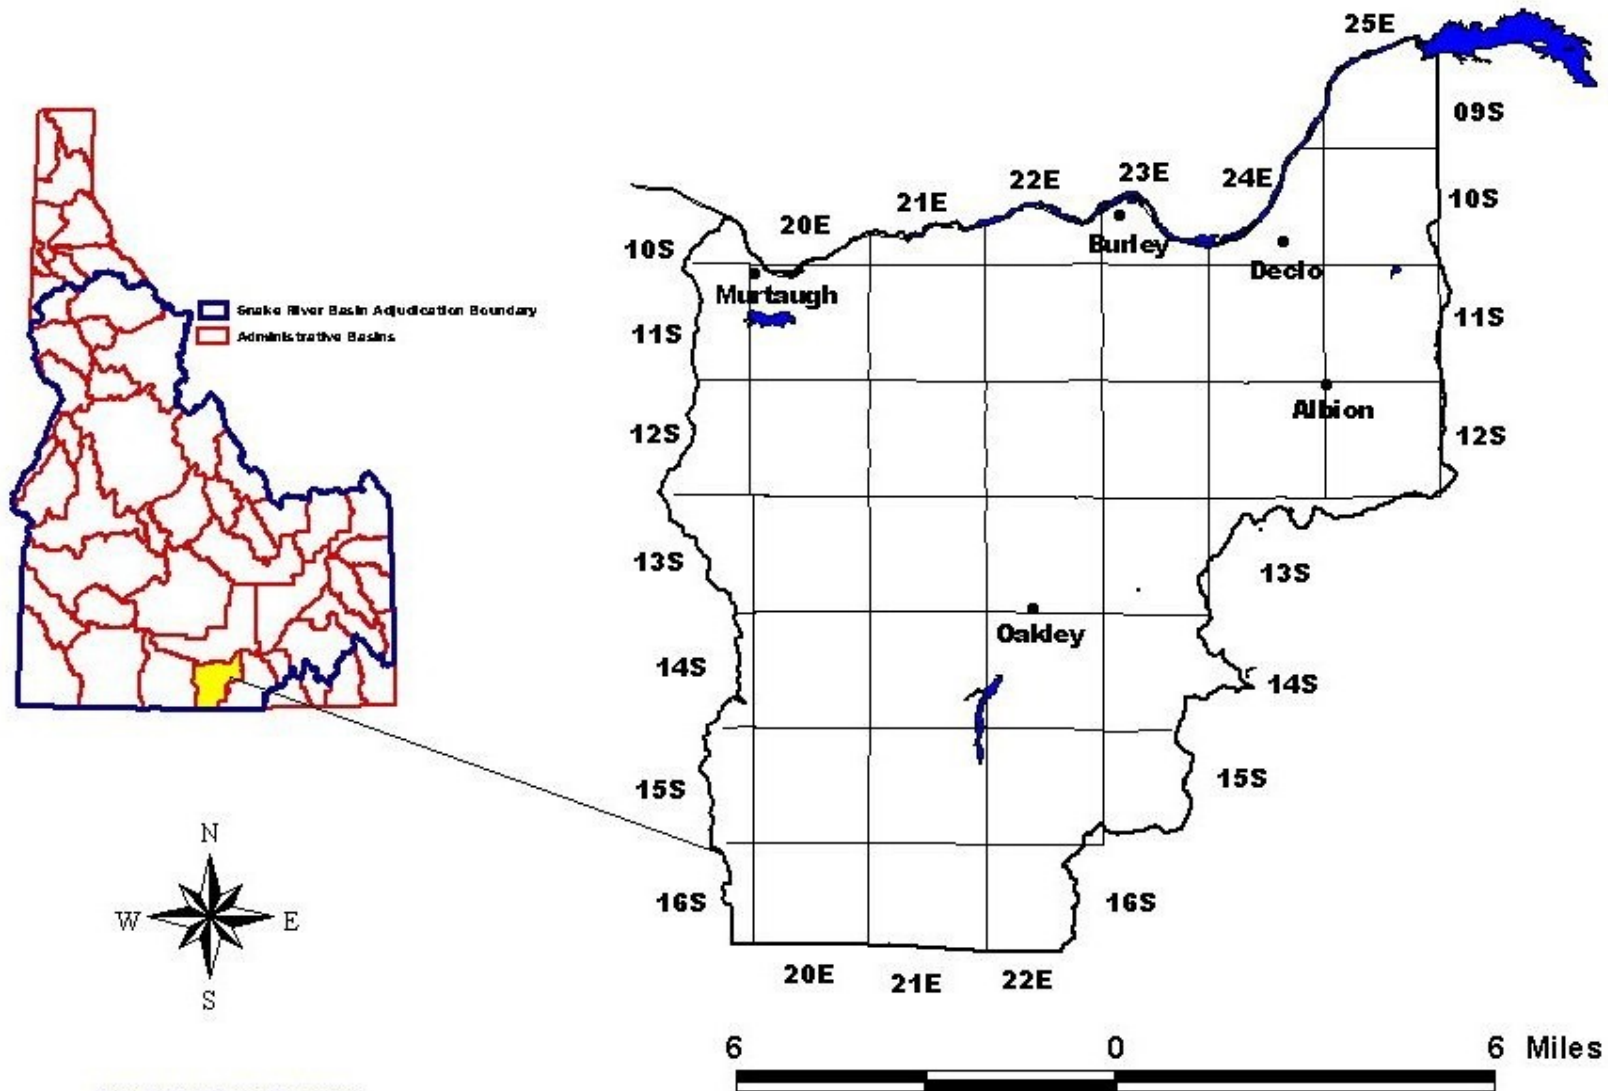 25E
09S
23E
22E
24E
10S
21E
20E
10S
Burley
Declo
Murtaugh
Snake River Basin Adjudication Boundary
Administrative Basins
11S
11S
Albion
12S
12S
13S
13S
Oakley
14S
14S
15S
15S
N
W E
S
16S
16S
20E
21E
22E
6 0 6 Miles